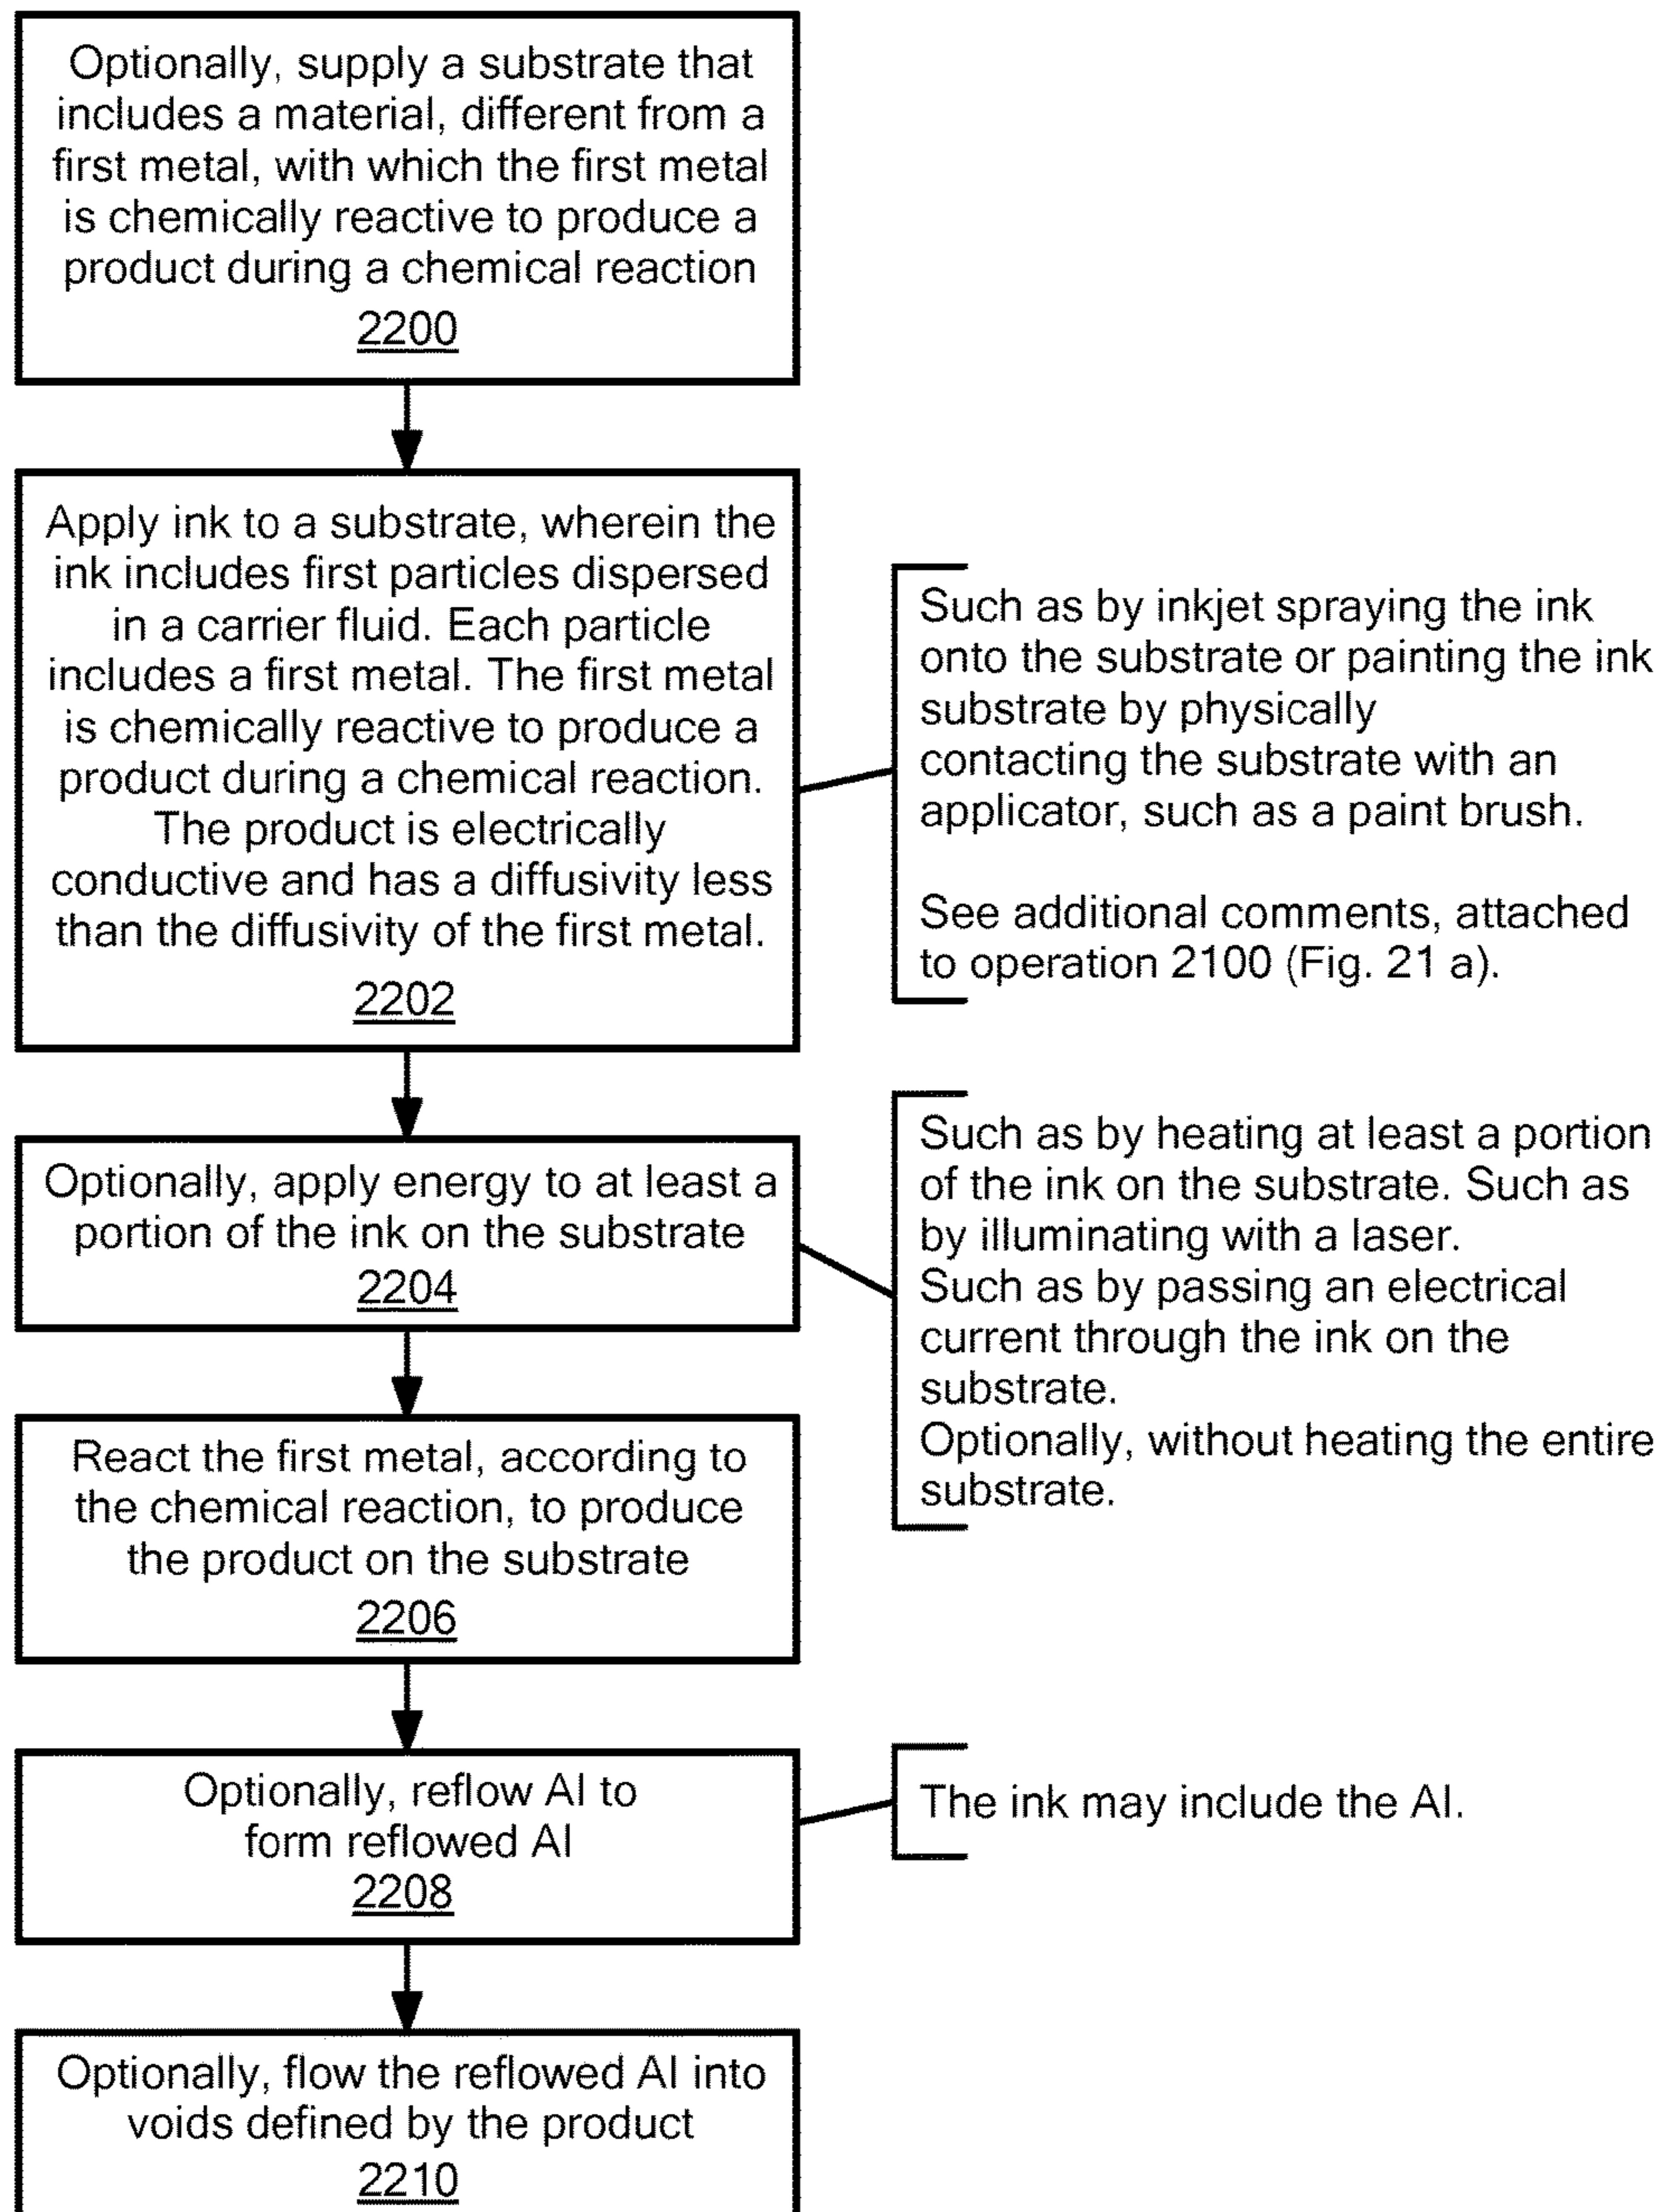 Optionally, supply a substrate that
includes a material, different from a
first metal, with which the first metal
is chemically reactive to produce a
product during a chemical reaction
2200
Apply ink to a substrate, wherein the
ink includes first particles dispersed
in a carrier fluid. Each particle
includes a first metal. The first metal
is chemically reactive to produce a
product during a chemical reaction.
The product is electrically
conductive and has a diffusivity less
than the diffusivity of the first metal.
2202
Such as by inkjet spraying the ink
onto the substrate or painting the ink
substrate by physically
contacting the substrate with an
applicator, such as a paint brush.
See additional comments, attached
to operation 2100 (Fig. 21 a).
Optionally, apply energy to at least a
portion of the ink on the substrate
2204
Such as by heating at least a portion
of the ink on the substrate. Such as
by illuminating with a laser.
Such as by passing an electrical
current through the ink on the
substrate.
Optionally, without heating the entire
substrate.
React the first metal, according to
the chemical reaction, to produce
the product on the substrate
2206
Optionally, reflow Al to
form reflowed Al
2208
The ink may include the Al.
Optionally, flow the reflowed Al into
voids defined by the product
2210